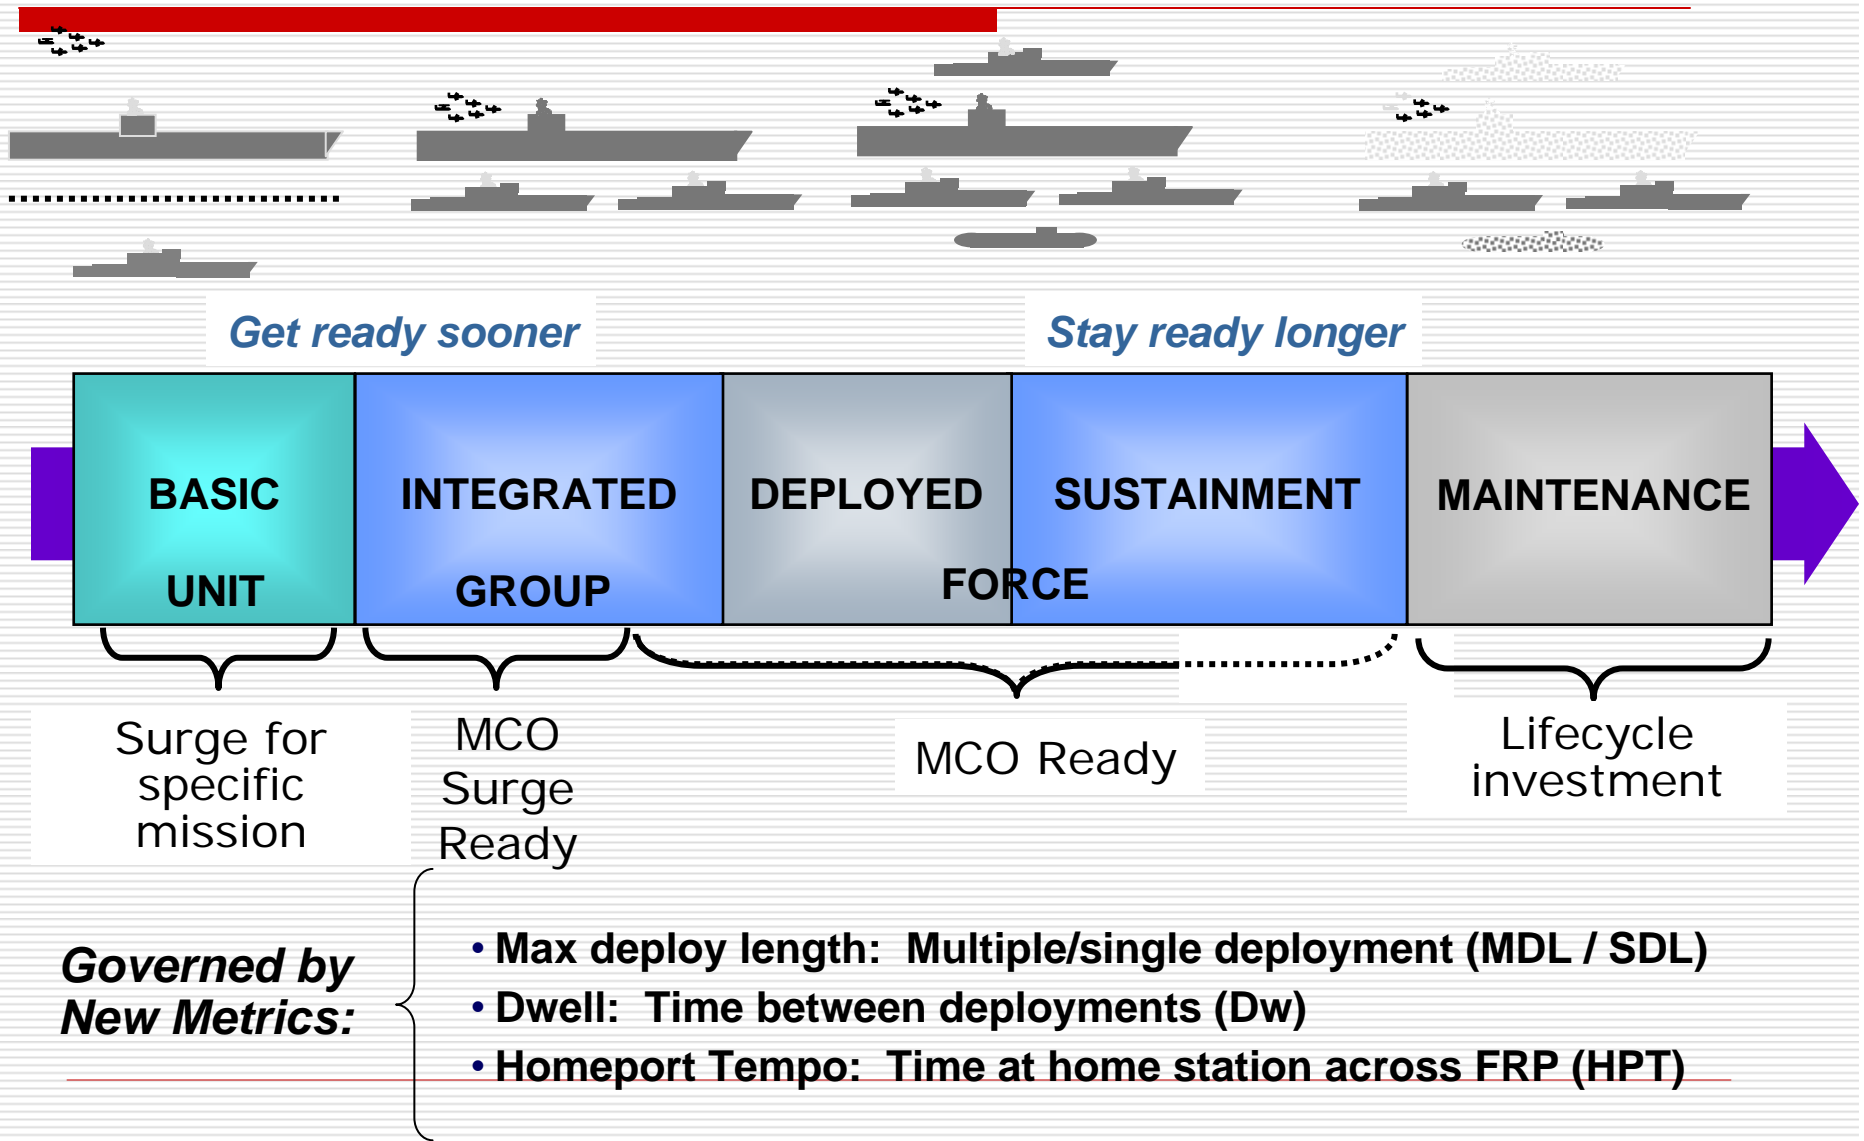 Get ready sooner
Stay ready longer
BASIC
UNIT
INTEGRATED
GROUP
DEPLOYED
SUSTAINMENT
FORCE
MAINTENANCE
Surge for
specific
mission
MCO
Surge
Ready
MCO Ready
Lifecycle
investment
Governed by
New Metrics:
• Max deploy length:  Multiple/single deployment (MDL / SDL)
• Dwell:  Time between deployments (Dw)
• Homeport Tempo:  Time at home station across FRP (HPT)